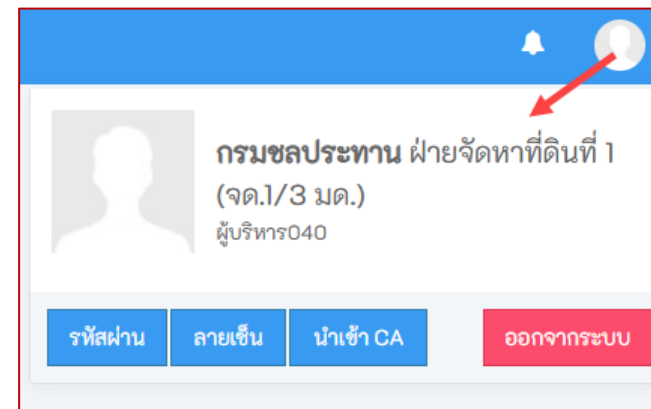 กรมชลประทาน ฝ่ายจัดหาที่ดินที่ 1
(จด.1/3 มด.)
ผู้บริหาร040
รหัสผ่าน ลายเซ็น นำเข้า CA ออกจากระบบ